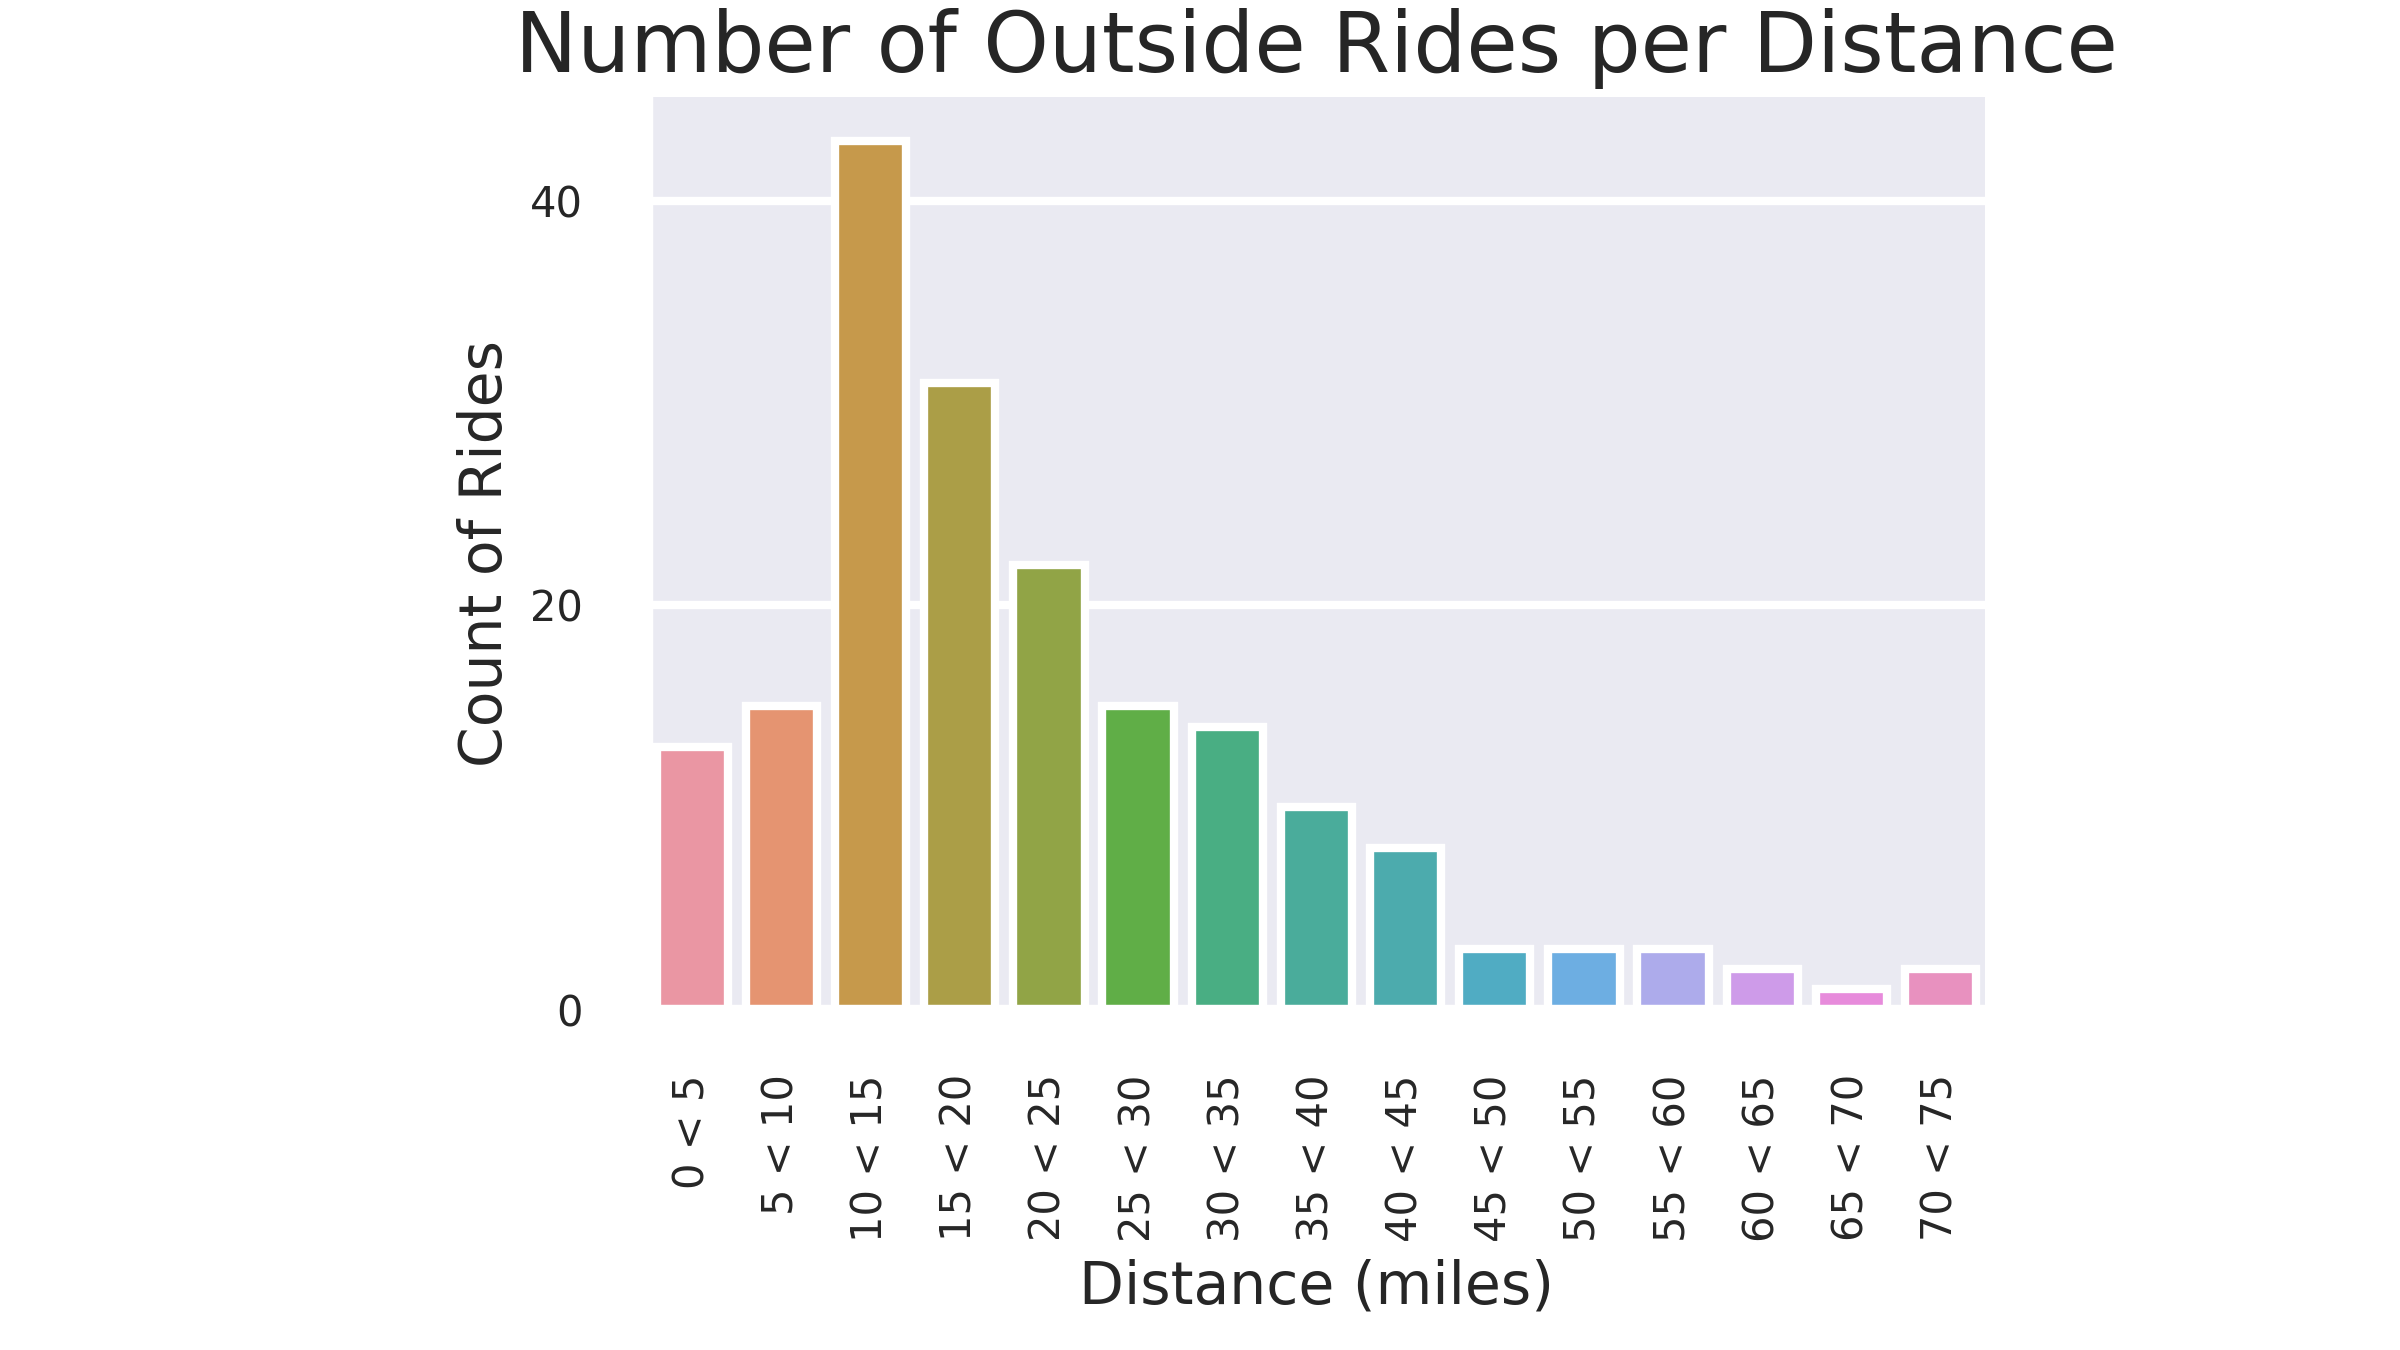 Number of Outside Rides per Distance
Count of Rides
40
20
0
0 < 5
5 < 10
10 < 15
15 < 20
20 < 25
25 < 30
30 < 35
35 < 40
40 < 45
45 < 50
50 < 55
55 < 60
60 < 65
65 < 70
70 < 75
Distance (miles)